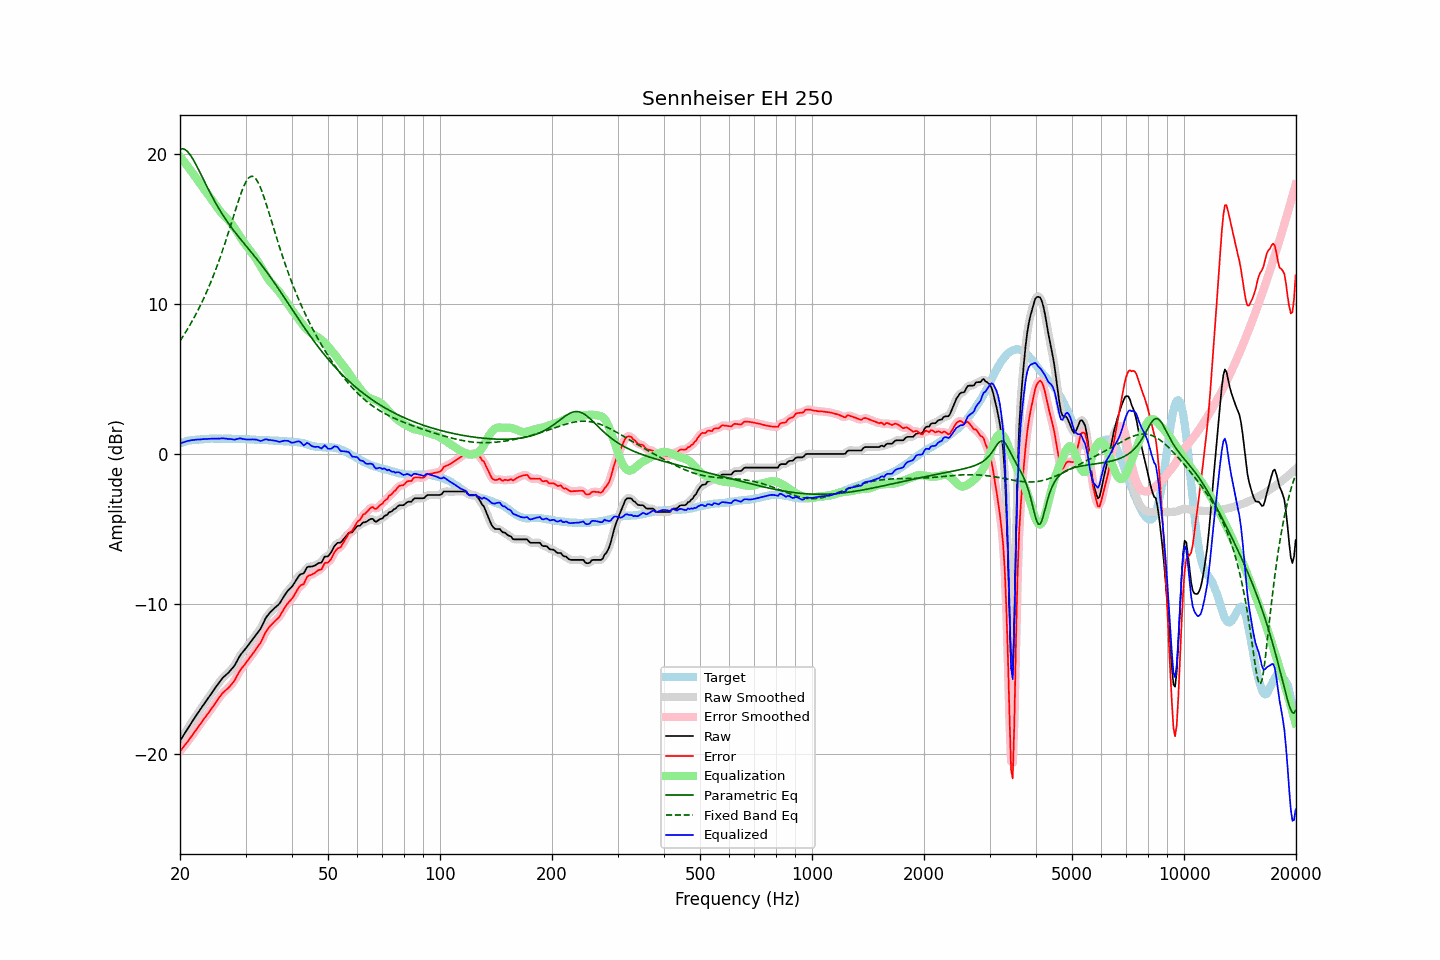 Sennheiser EH 250
Amplitude (dBr)
20
10
0
−10
−20
20
50
100
200
500
1000
2000
5000
10000
20000
Frequency (Hz)
Target
Raw Smoothed
Error Smoothed
Raw
Error
Equalization
Parametric Eq
Fixed Band Eq
Equalized